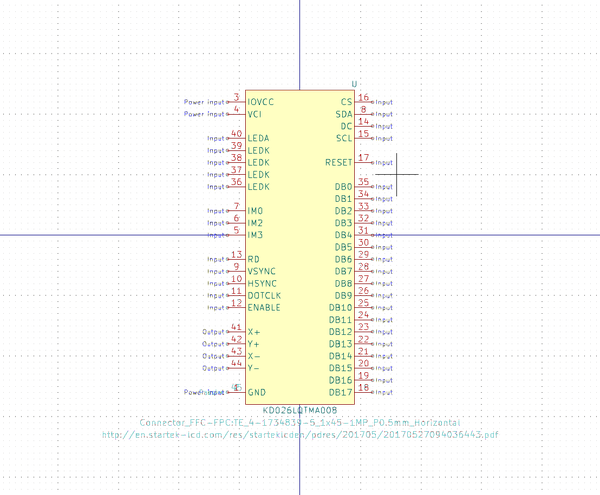 U
Power input 3 IOVCC CS 16 Input
Power input 4 VCI SDA 8 Input
DC 14 Input
Input 40 LEDA SCL 15 Input
Input 39 LEDK
Input 38 LEDK RESET 17 Input
Input 37 LEDK
Input 36 LEDK DB0 35 Input
DB1 34 Input
Input 7 IM0 DB2 33 Input
Input 6 IM2 DB3 32 Input
Input 5 IM3 DB4 31 Input
DB5 30 Input
Input 13 RD DB6 29 Input
Input 9 VSYNC DB7 28 Input
Input 10 HSYNC DB8 27 Input
Input 11 DOTCLK DB9 26 Input
Input 12 ENABLE DB10 25 Input
DB11 24 Input
Output 41 X+ DB12 23 Input
Output 42 Y+ DB13 22 Input
Output 43 X- DB14 21 Input
Output 44 Y- DB15 20 Input
DB16 19 Input
Power input GND DB17 18 Input
Connector_FFC-FPC:TE_4-1734839-5_1x45-1MP_P0.5mm_Horizontal
http://en.startek-lcd.com/res/starteklcden/pdres/201705/20170527094036443.pdf